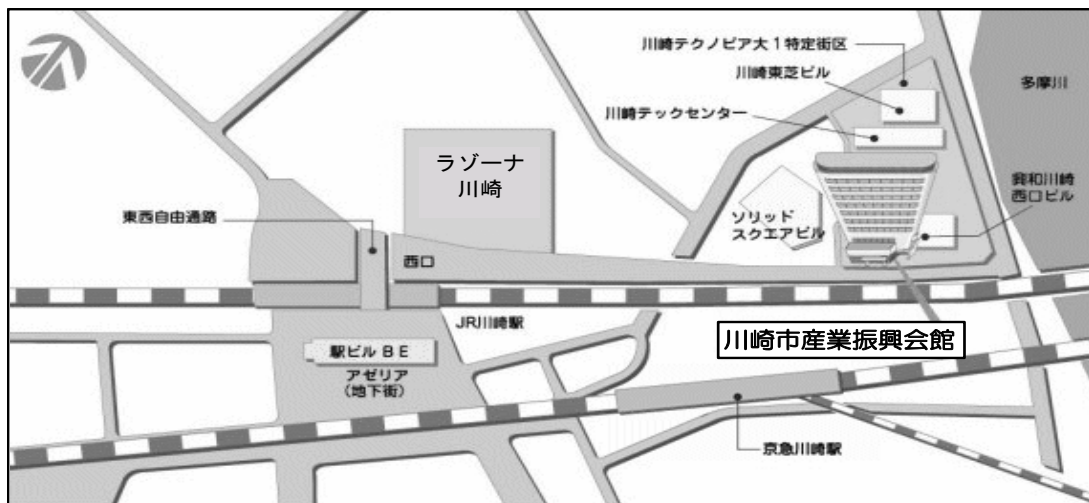 川崎テクノピア大1特定街区
川崎東芝ビル
川崎テックセンター
多摩川
ラゾーナ
川崎
興和川崎
西口ビル
東西自由通路
ソリッド
スクエアビル
西口
JR川崎駅
川崎市産業振興会館
駅ビルBE
アゼリア
(地下街)
京急川崎駅